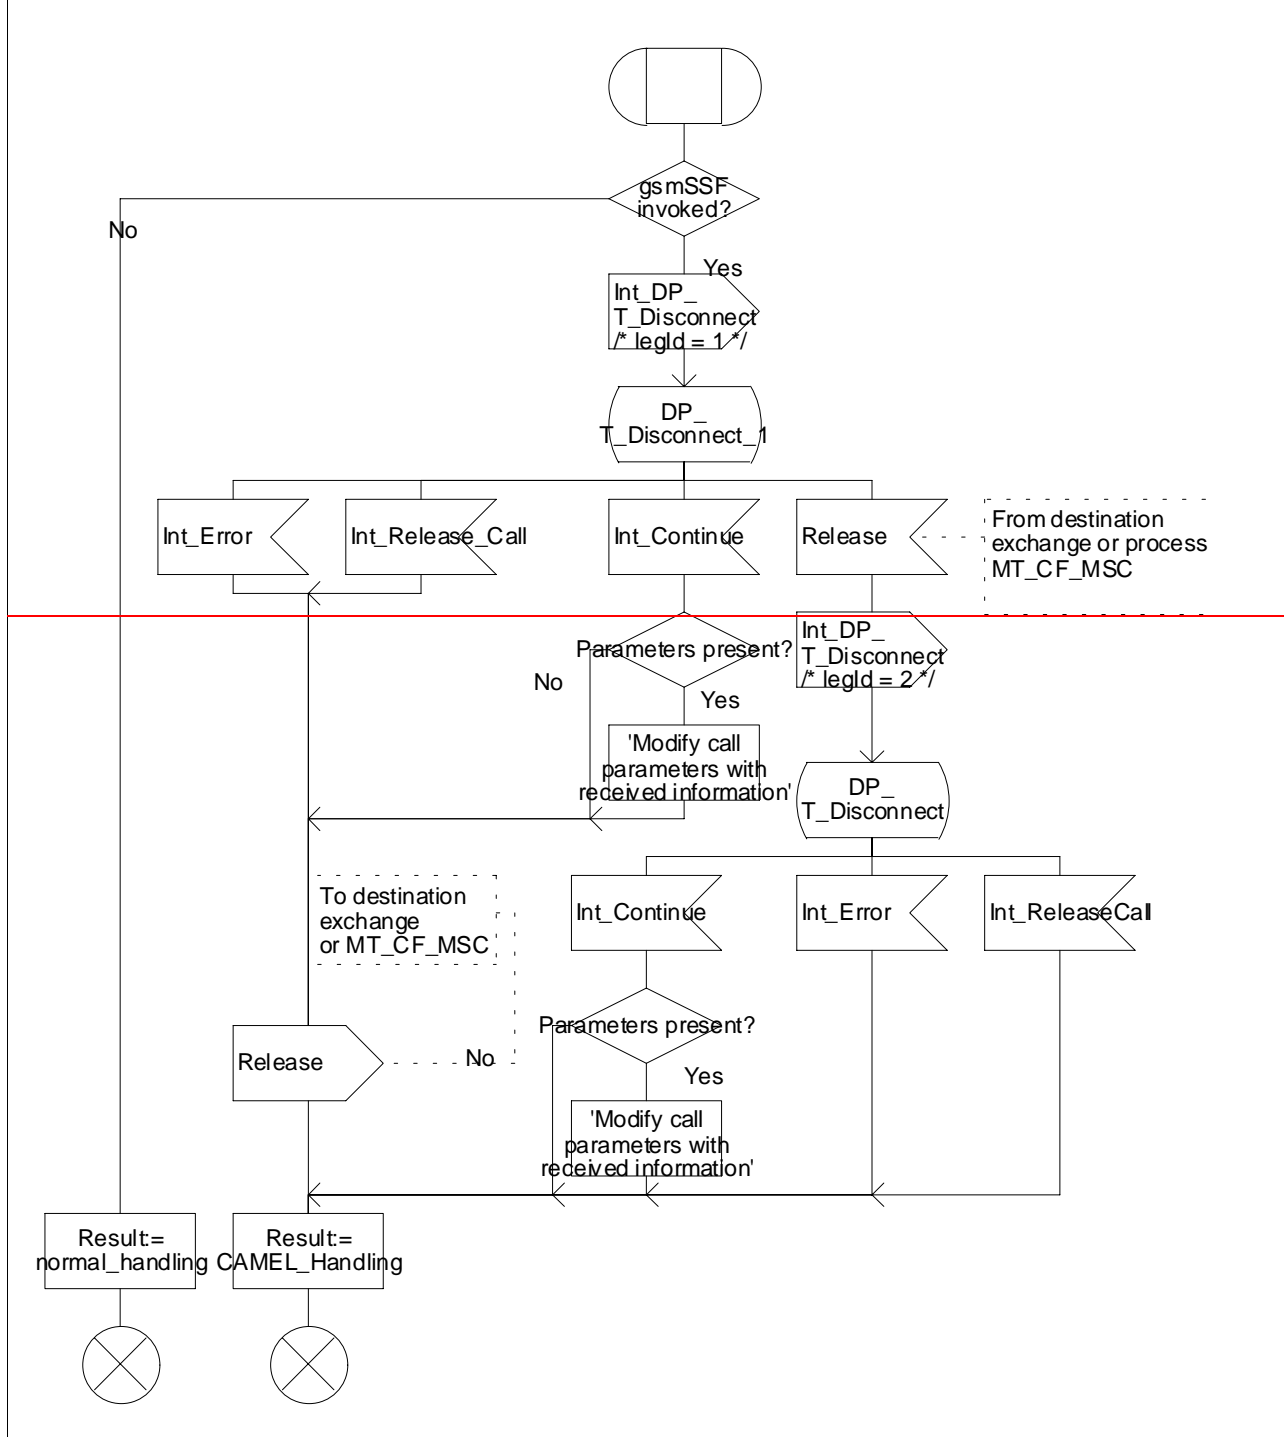 gsmSSF
invoked?
No
Yes
Int_DP_
T_Disconnect
/* legId = 1 */
DP_
T_Disconnect_1
Int_Error
Int_Release_Call
Int_Continue
Release
From destination
exchange or process
MT_CF_MSC
Parameters present?
Int_DP_
T_Disconnect
/* legId = 2 */
No
Yes
'Modify call
parameters with
received information'
DP_
T_Disconnect
To destination
exchange
or MT_CF_MSC
Int_Continue
Int_Error
Int_ReleaseCall
Parameters present?
Release
No
Yes
'Modify call
parameters with
received information'
Result:=
normal_handling
Result:=
CAMEL_Handling